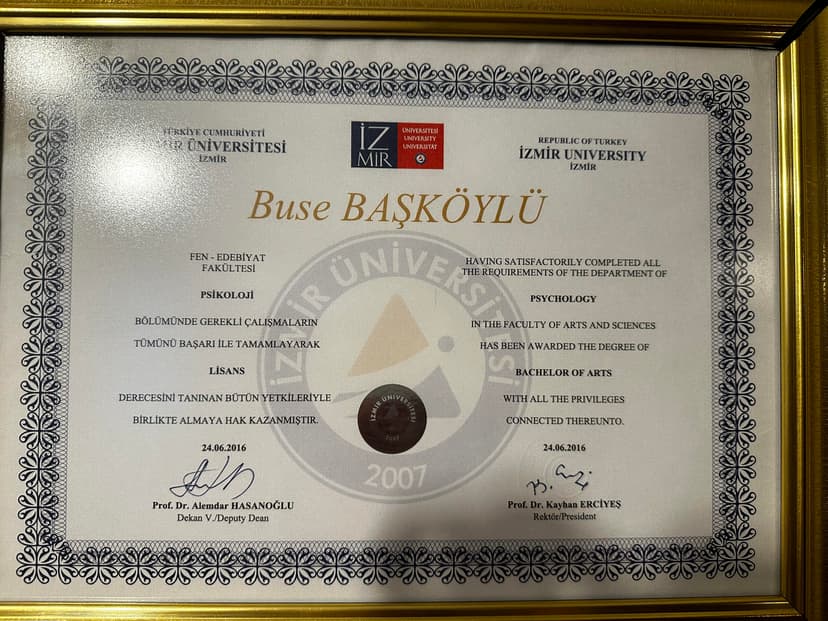 TÜRKİYE CUMHURİYETİ
ÜNİVERSİTESİ
İZMİR
İZ
MİR
ÜNİVERSİTESİ
UNIVERSITY
UNIVERSITÄT
REPUBLIC OF TURKEY
İZMİR UNIVERSITY
İZMİR
Buse BAŞKÖYLÜ
FEN - EDEBİYAT
FAKÜLTESİ
PSİKOLOJİ
BÖLÜMÜNDE GEREKLİ ÇALIŞMALARIN
TÜMÜNÜ BAŞARI İLE TAMAMLAYARAK
LİSANS
DERECESİNİ TANINAN BÜTÜN YETKİLERİYLE
BİRLİKTE ALMAYA HAK KAZANMIŞTIR.
24.06.2016
Prof. Dr. Alemdar HASANOĞLU
Dekan V./Deputy Dean
HAVING SATISFACTORILY COMPLETED ALL
THE REQUIREMENTS OF THE DEPARTMENT OF
PSYCHOLOGY
IN THE FACULTY OF ARTS AND SCIENCES
HAS BEEN AWARDED THE DEGREE OF
BACHELOR OF ARTS
WITH ALL THE PRIVILEGES
CONNECTED THEREUNTO.
24.06.2016
Prof. Dr. Kayhan ERCİYEŞ
Rektör/President
İZMİR ÜNİVERSİTESİ
2007
İZMİR ÜNİVERSİTESİ
2007